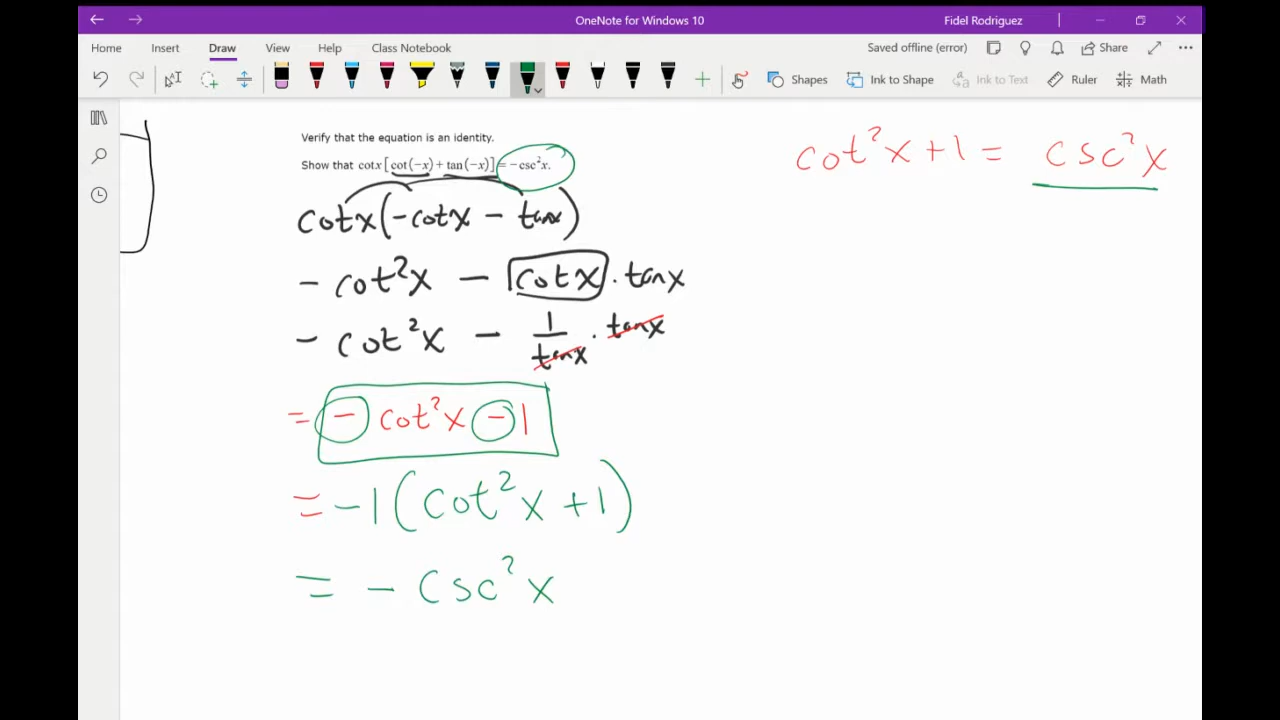 OneNote for Windows 10
Fidel Rodriguez
Home Insert Draw View Help Class Notebook
Saved offline (error)
Share
Shapes
Ink to Shape
Ink to Text
Ruler
Math
Verify that the equation is an identity.
Show that cotx[cot(−x)+tan(−x)]=−csc²x.
cot²x+1 = csc²x
cotx(-cotx - tanx)
- cot²x - cotx · tanx
- cot²x - 1/tanx · tanx
= - cot²x - 1
= -1(cot²x +1)
= - csc²x